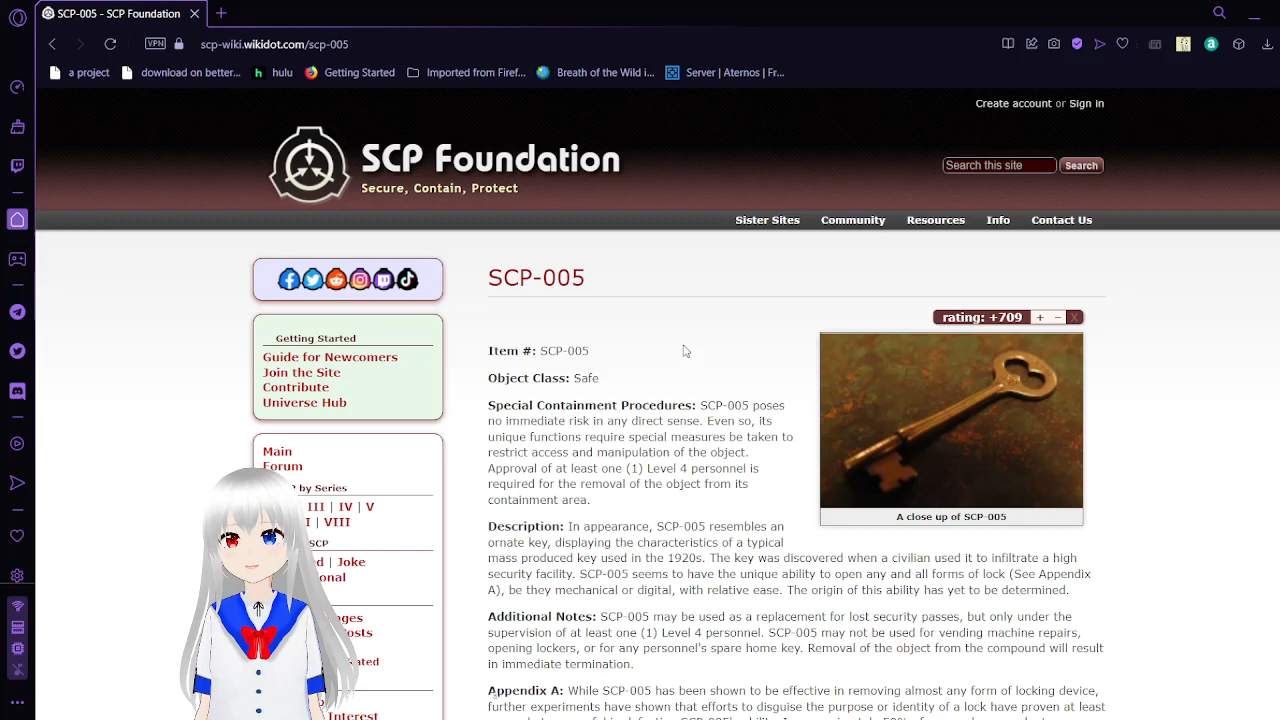 SCP-005 - SCP Foundation
VPN
scp-wiki.wikidot.com/scp-005
a project
download on better...
h
hulu
Getting Started
Imported from Firef...
Breath of the Wild i...
Server | Aternos | Fr...
Create account or Sign in
SCP Foundation
Secure, Contain, Protect
Search this site
Search
Sister Sites
Community
Resources
Info
Contact Us
Getting Started
Guide for Newcomers
Join the Site
Contribute
Universe Hub
Main
Forum
by Series
III | IV | V
| VIII
SCP
| Joke
Interest
SCP-005
rating: +709 + − X
Item #: SCP-005
Object Class: Safe
Special Containment Procedures: SCP-005 poses
no immediate risk in any direct sense. Even so, its
unique functions require special measures be taken to
restrict access and manipulation of the object.
Approval of at least one (1) Level 4 personnel is
required for the removal of the object from its
containment area.
A close up of SCP-005
Description: In appearance, SCP-005 resembles an
ornate key, displaying the characteristics of a typical
mass produced key used in the 1920s. The key was discovered when a civilian used it to infiltrate a high
security facility. SCP-005 seems to have the unique ability to open any and all forms of lock (See Appendix
A), be they mechanical or digital, with relative ease. The origin of this ability has yet to be determined.
Additional Notes: SCP-005 may be used as a replacement for lost security passes, but only under the
supervision of at least one (1) Level 4 personnel. SCP-005 may not be used for vending machine repairs,
opening lockers, or for any personnel's spare home key. Removal of the object from the compound will result
in immediate termination.
Appendix A: While SCP-005 has been shown to be effective in removing almost any form of locking device,
further experiments have shown that efforts to disguise the purpose or identity of a lock have proven at least